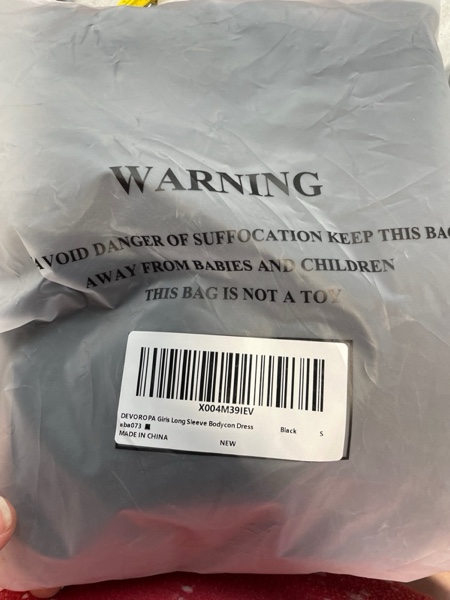 WARNING
AVOID DANGER OF SUFFOCATION KEEP THIS BAG
AWAY FROM BABIES AND CHILDREN
THIS BAG IS NOT A TOY
X004M39IEV
DEVOROPA Girls Long Sleeve Bodycon Dress
aba073 Black S
MADE IN CHINA
NEW